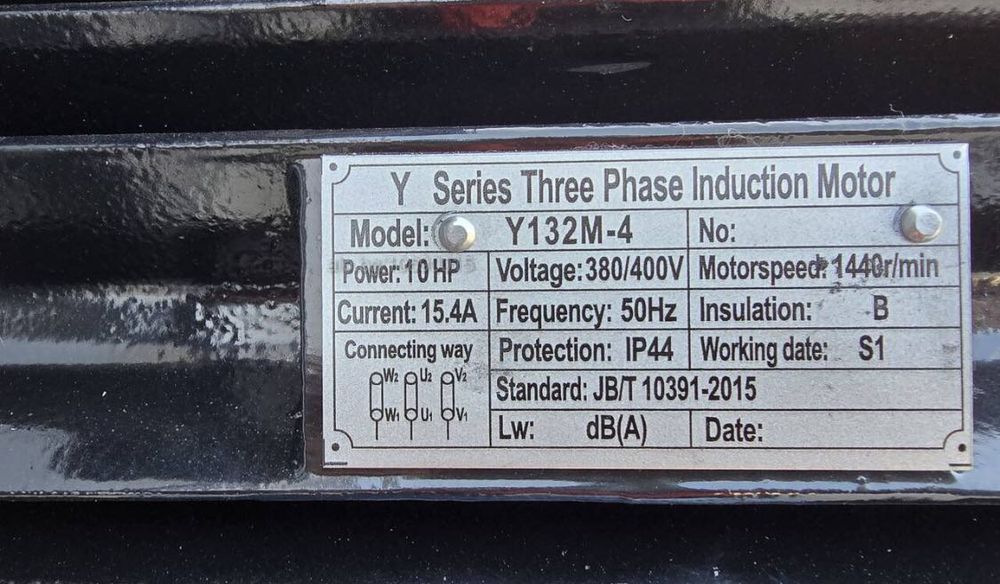 Y Series Three Phase Induction Motor
Model: Y132M-4 No:
Power: 10 HP Voltage: 380/400V Motorspeed: 1440r/min
Current: 15.4A Frequency: 50Hz Insulation: B
Connecting way Protection: IP44 Working date: S1
W2 U2 V2
Standard: JB/T 10391-2015
W1 U1 V1
Lw: dB(A) Date: